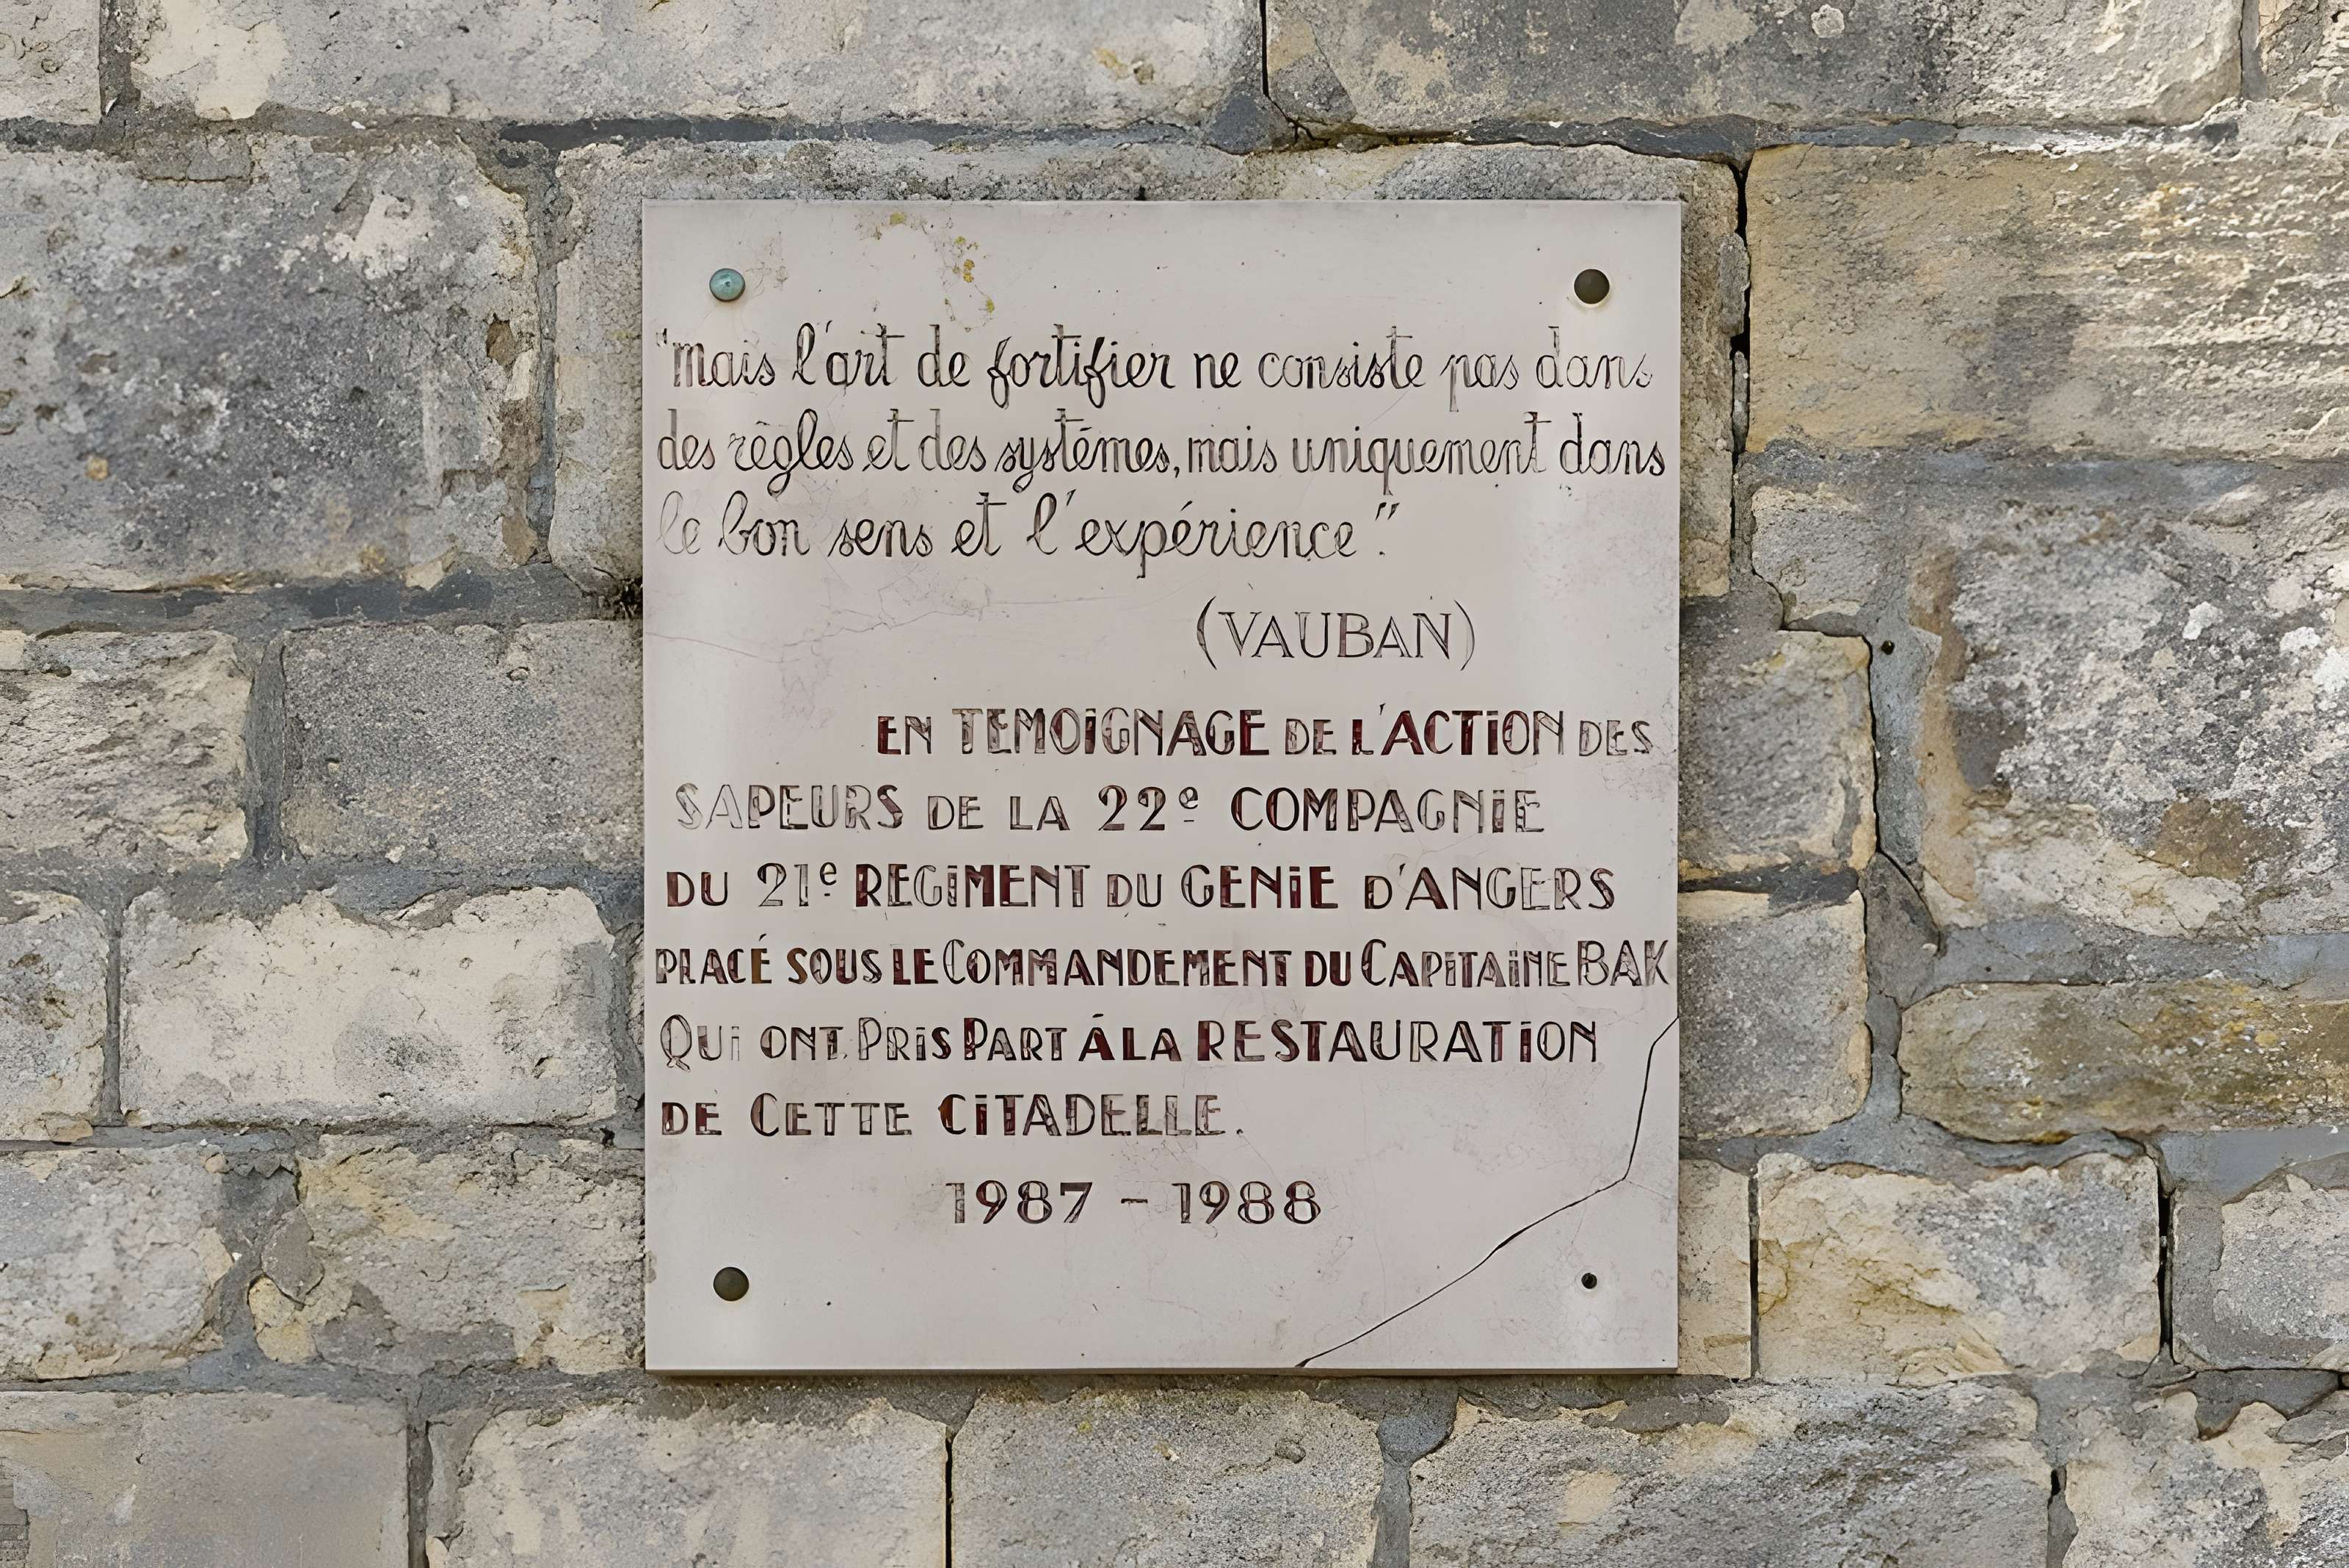 "mais l'art de fortifier ne consiste pas dans
des règles et des systémes, mais uniquement dans
le bon sens et l'expérience".
(VAUBAN)
EN TEMOiGNAGE DE L'ACTiON DES
SAPEURS DE LA 22e COMPAGNiE
DU 21e REGiMENT DU GENiE D'ANGERS
PLACÉ SOUS LE COMMANDEMENT DU CAPiTAiNE BAK
QUi ONT PRiS PART À LA RESTAURATiON
DE CETTE CiTADELLE.
1987 - 1988